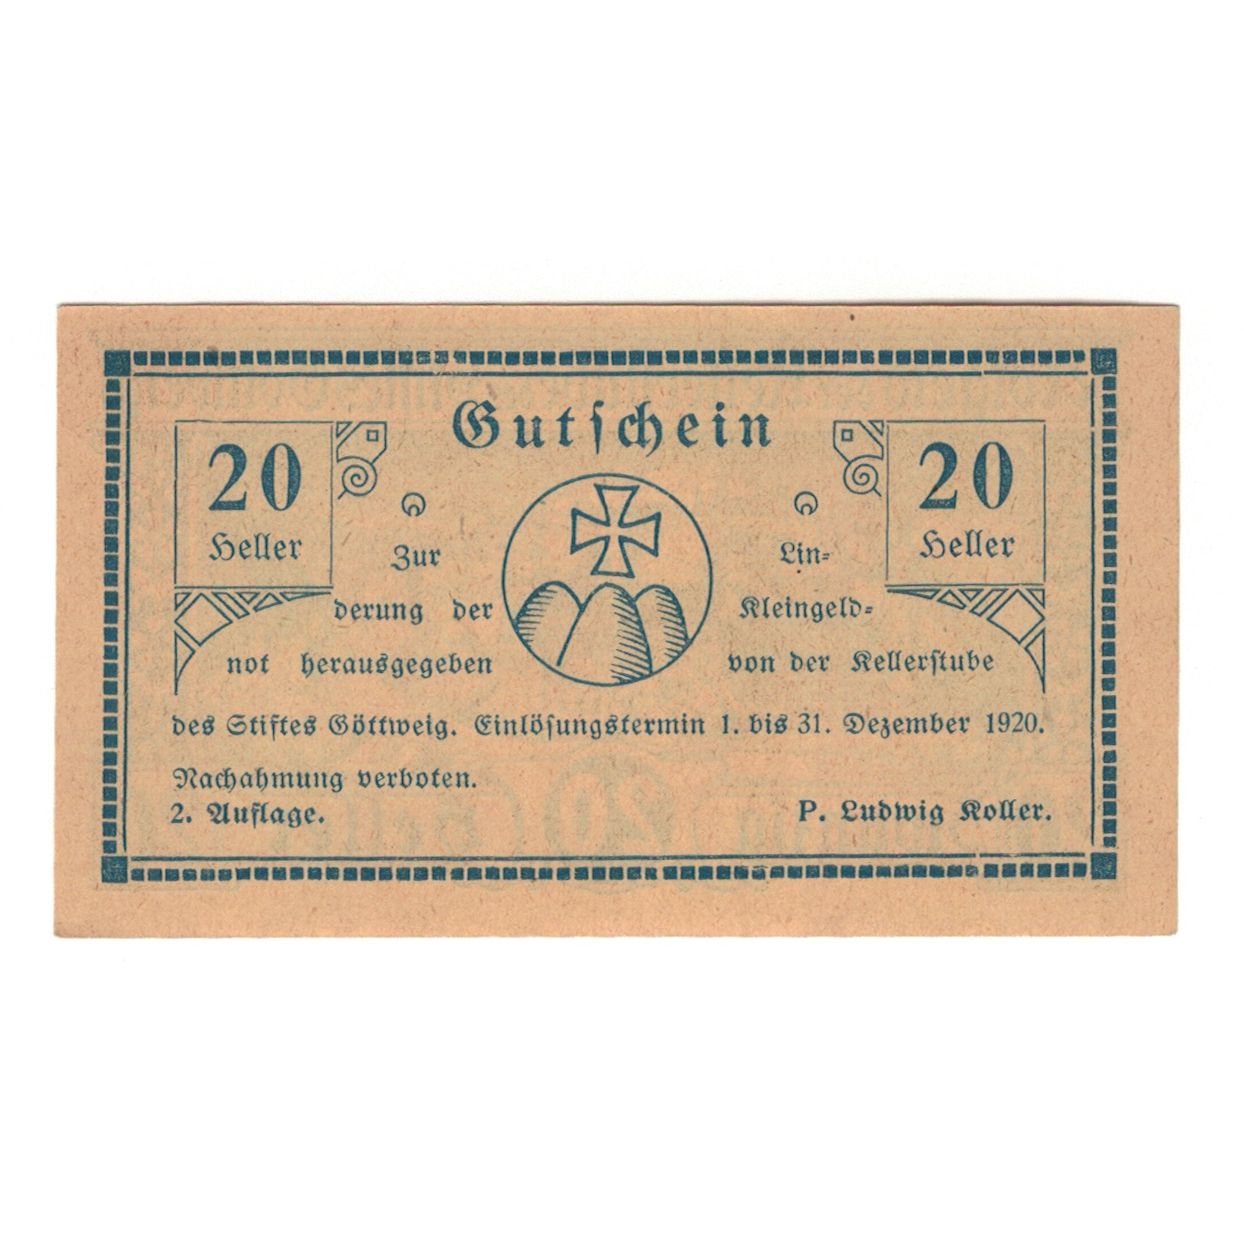 Gutschein
20 20
Heller Heller
Zur Lin-
derung der Kleingeld-
not herausgegeben von der Kellerstube
des Stiftes Göttweig. Einlösungstermin 1. bis 31. Dezember 1920.
Nachahmung verboten.
2. Auflage. P. Ludwig Koller.